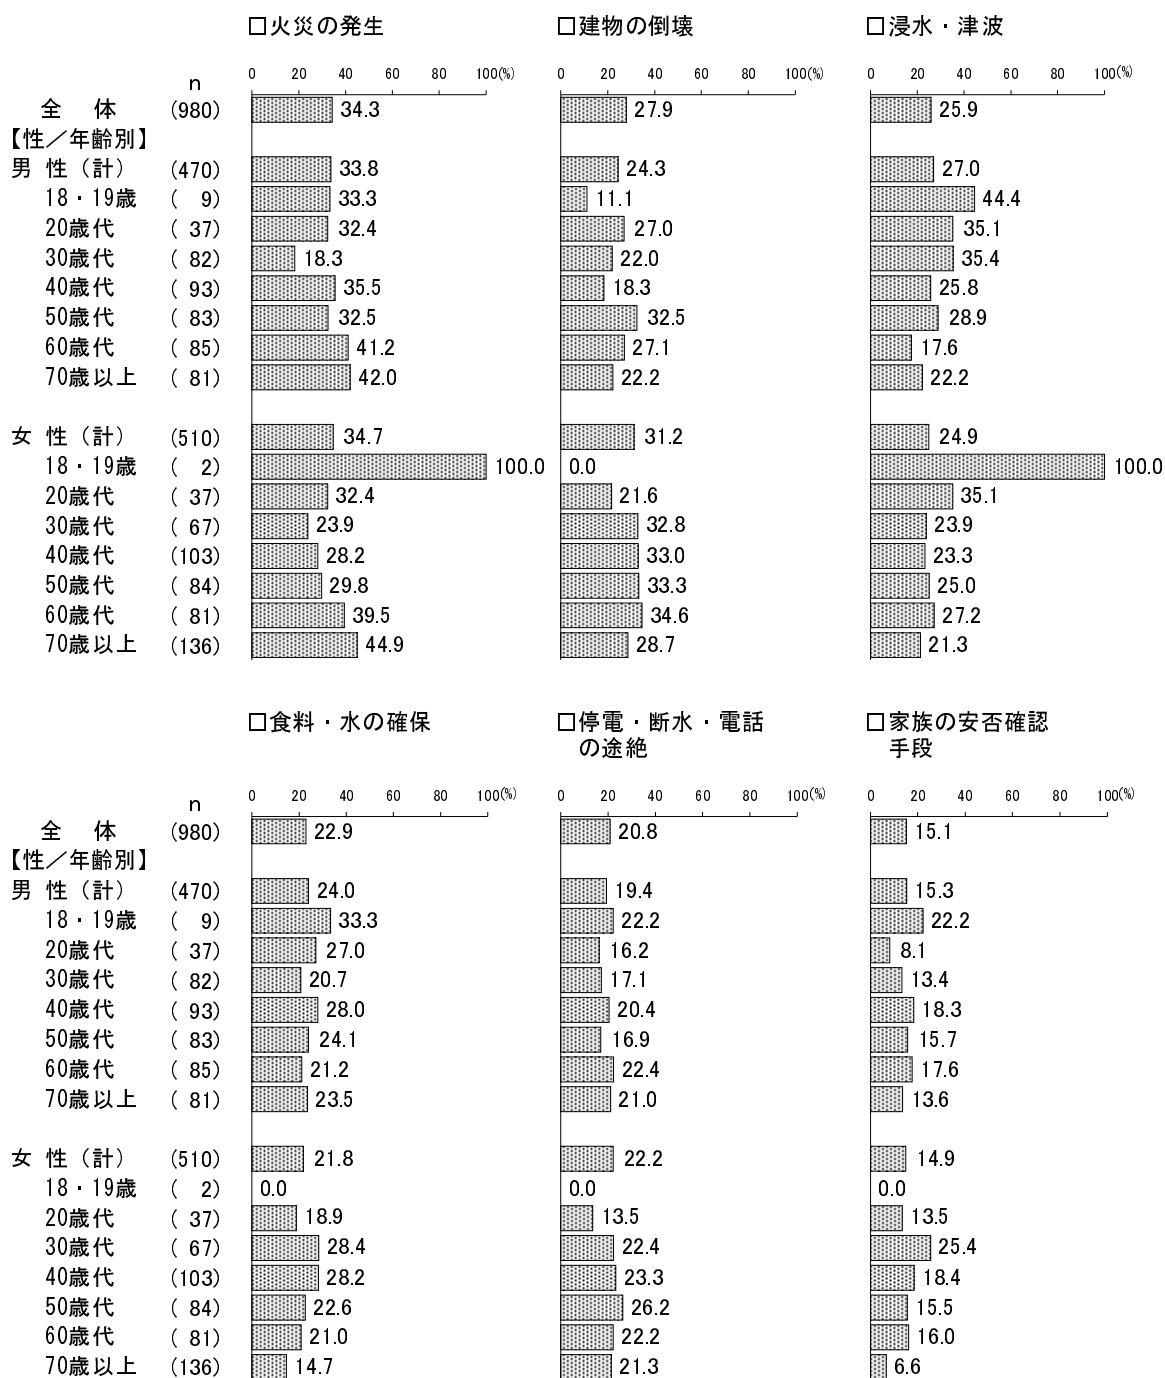 □火災の発生 □建物の倒壊 □浸水・津波
n 0 20 40 60 80 100(%) 0 20 40 60 80 100(%) 0 20 40 60 80 100(%)
全 体 (980) 34.3 27.9 25.9
【性／年齢別】
男 性（計） (470) 33.8 24.3 27.0
18・19歳 ( 9) 33.3 11.1 44.4
20歳代 ( 37) 32.4 27.0 35.1
30歳代 ( 82) 18.3 22.0 35.4
40歳代 ( 93) 35.5 18.3 25.8
50歳代 ( 83) 32.5 32.5 28.9
60歳代 ( 85) 41.2 27.1 17.6
70歳以上 ( 81) 42.0 22.2 22.2
女 性（計） (510) 34.7 31.2 24.9
18・19歳 ( 2) 100.0 0.0 100.0
20歳代 ( 37) 32.4 21.6 35.1
30歳代 ( 67) 23.9 32.8 23.9
40歳代 (103) 28.2 33.0 23.3
50歳代 ( 84) 29.8 33.3 25.0
60歳代 ( 81) 39.5 34.6 27.2
70歳以上 (136) 44.9 28.7 21.3
□食料・水の確保 □停電・断水・電話 □家族の安否確認
の途絶 手段
n 0 20 40 60 80 100(%) 0 20 40 60 80 100(%) 0 20 40 60 80 100(%)
全 体 (980) 22.9 20.8 15.1
【性／年齢別】
男 性（計） (470) 24.0 19.4 15.3
18・19歳 ( 9) 33.3 22.2 22.2
20歳代 ( 37) 27.0 16.2 8.1
30歳代 ( 82) 20.7 17.1 13.4
40歳代 ( 93) 28.0 20.4 18.3
50歳代 ( 83) 24.1 16.9 15.7
60歳代 ( 85) 21.2 22.4 17.6
70歳以上 ( 81) 23.5 21.0 13.6
女 性（計） (510) 21.8 22.2 14.9
18・19歳 ( 2) 0.0 0.0 0.0
20歳代 ( 37) 18.9 13.5 13.5
30歳代 ( 67) 28.4 22.4 25.4
40歳代 (103) 28.2 23.3 18.4
50歳代 ( 84) 22.6 26.2 15.5
60歳代 ( 81) 21.0 22.2 16.0
70歳以上 (136) 14.7 21.3 6.6